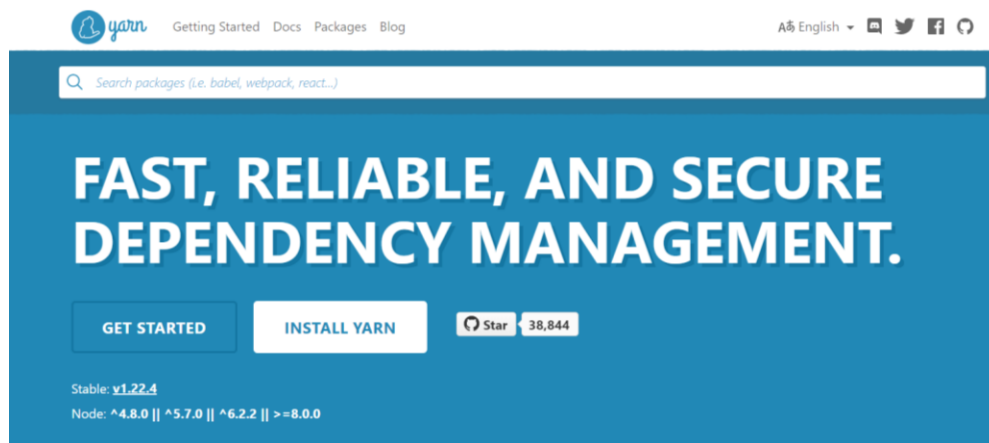 yarn Getting Started Docs Packages Blog Aあ English
Search packages (i.e. babel, webpack, react...)
FAST, RELIABLE, AND SECURE
DEPENDENCY MANAGEMENT.
GET STARTED INSTALL YARN Star 38,844
Stable: v1.22.4
Node: ^4.8.0 || ^5.7.0 || ^6.2.2 || >=8.0.0